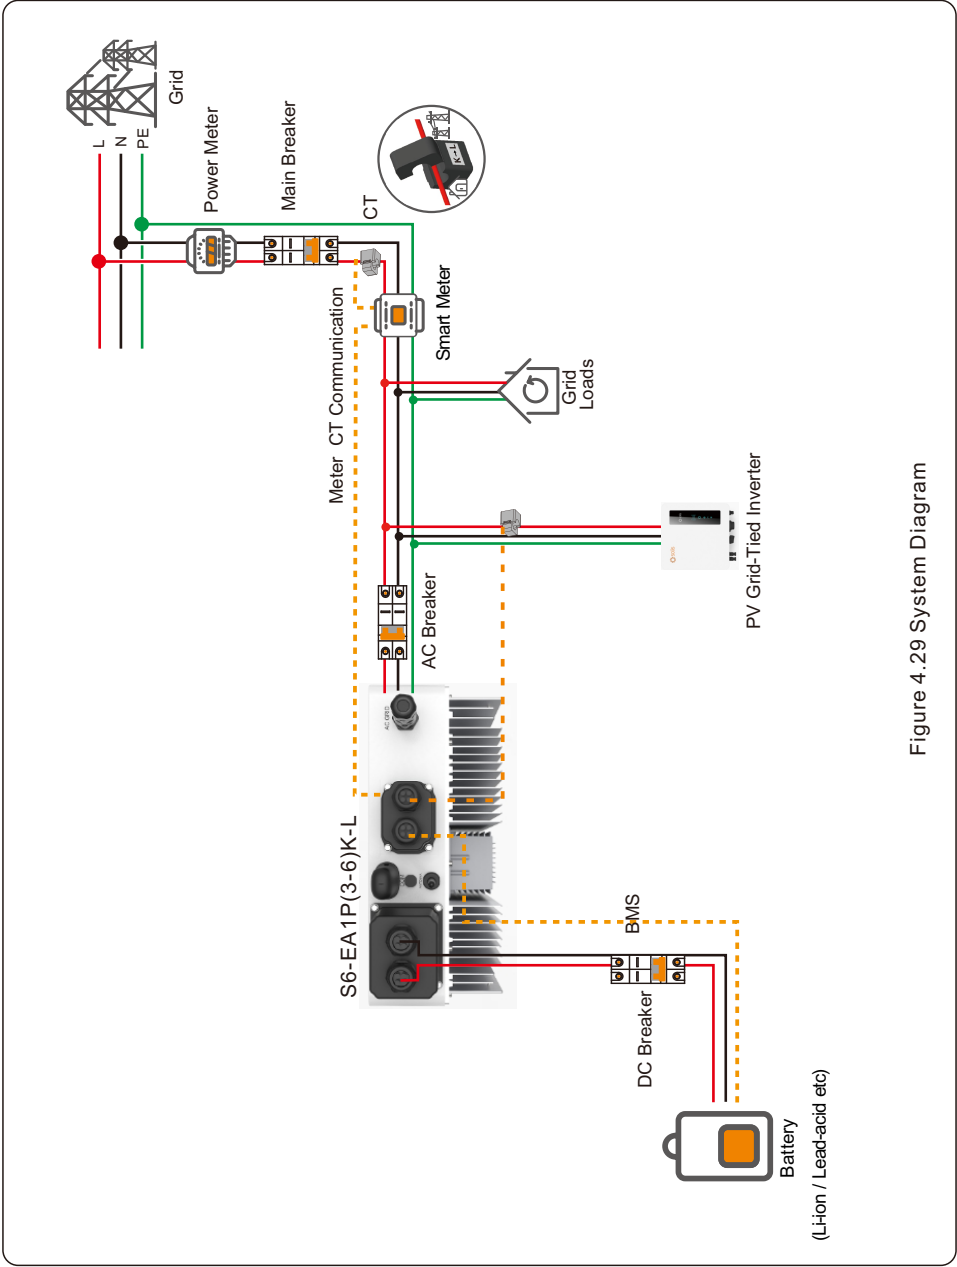 Grid
L
N
PE
Power Meter
Main Breaker
CT
K→L
Meter CT Communication
Smart Meter
Grid
Loads
PV Grid-Tied Inverter
AC Breaker
AC GRID
S6-EA1P(3-6)K-L
BMS
DC Breaker
Battery
(Li-ion / Lead-acid etc)
Figure 4.29 System Diagram